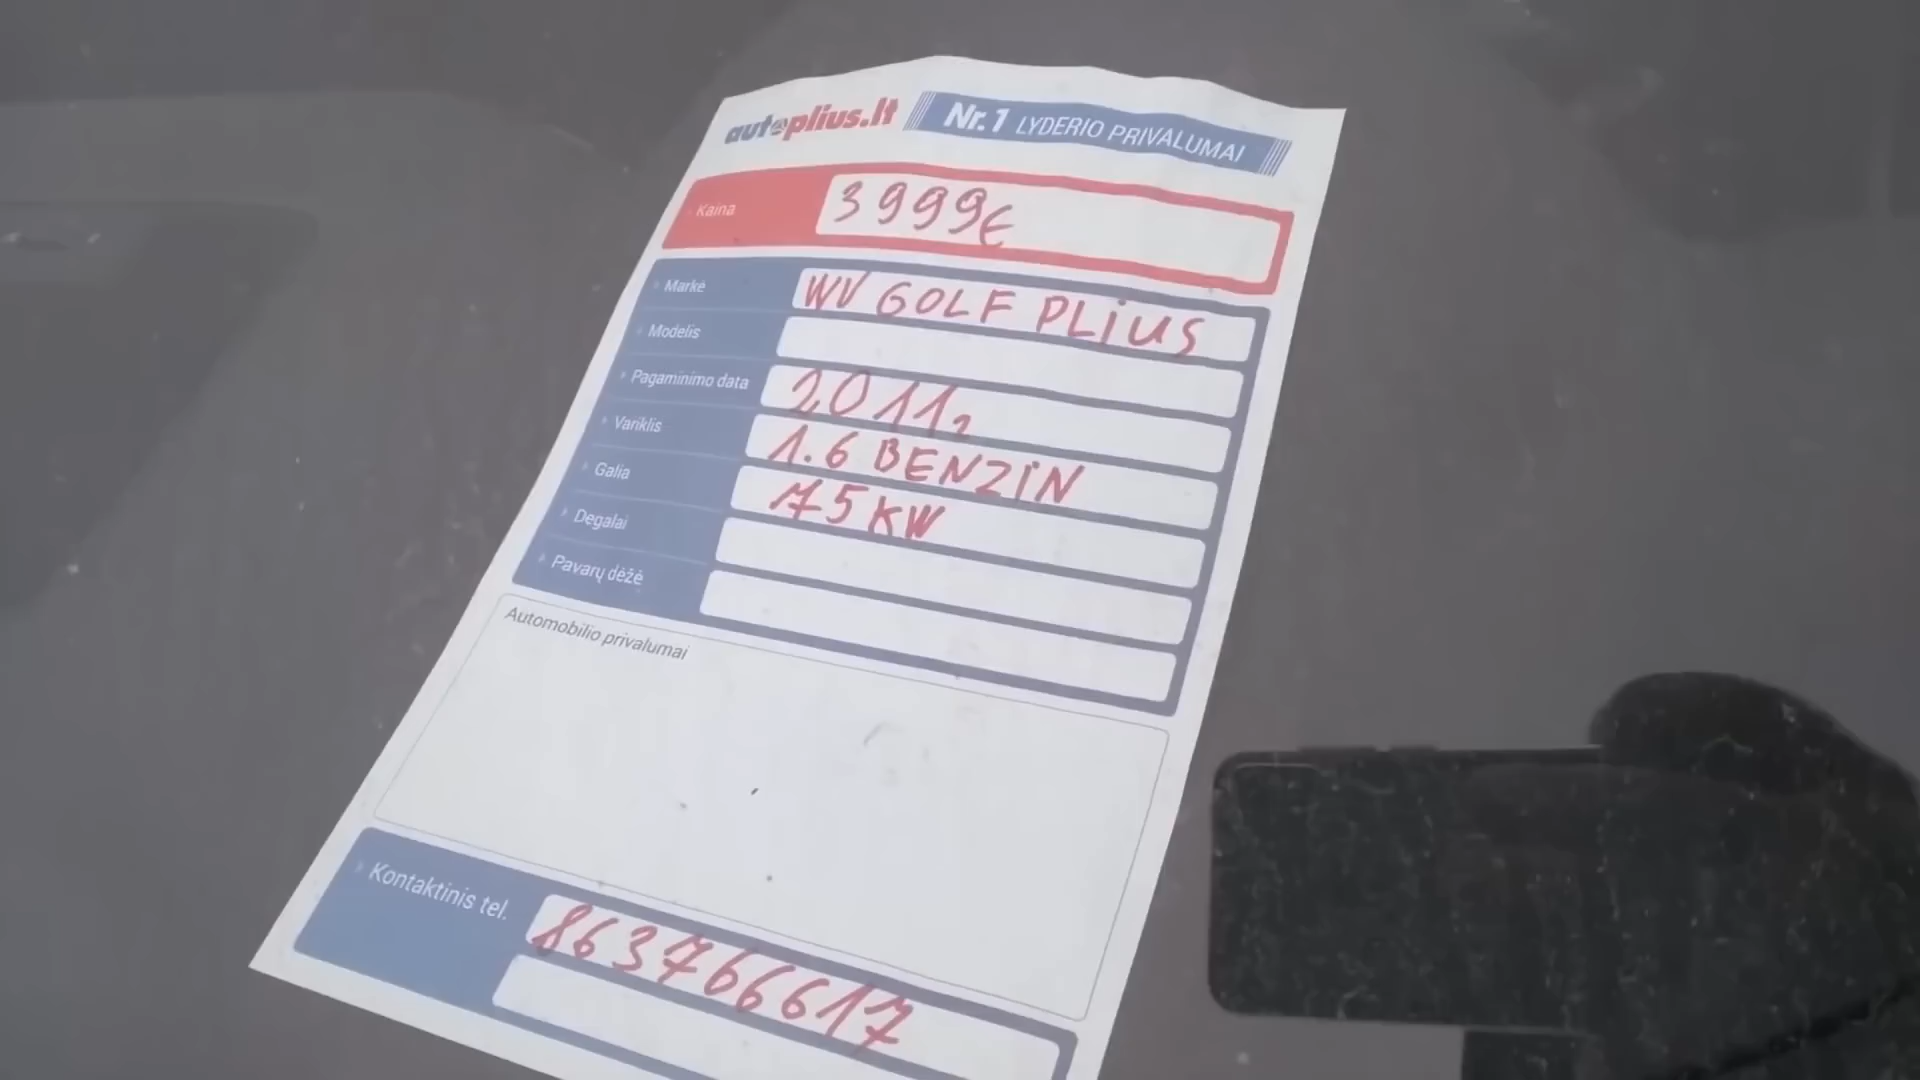 autoplius.lt Nr.1 LYDERIO PRIVALUMAI
Kaina 3999€
Markė WV GOLF PLiUS
Modelis
Pagaminimo data 2011
Variklis 1.6 BENZiN
Galia 75 KW
Degalai
Pavarų dėžė
Automobilio privalumai
Kontaktinis tel. 863766617